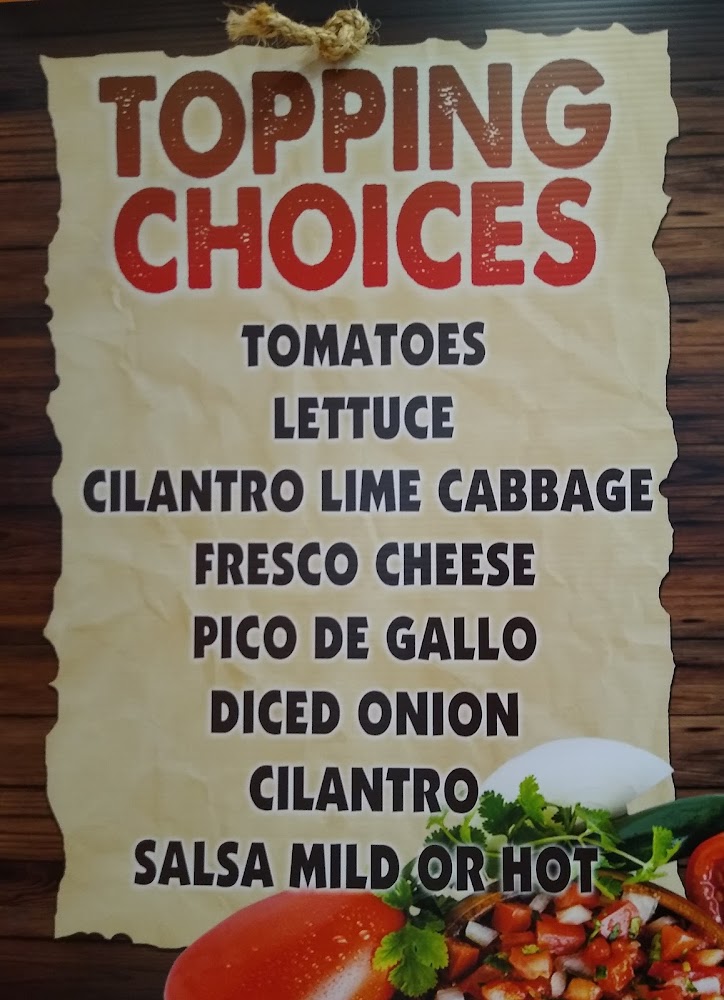 TOPPING
CHOICES
TOMATOES
LETTUCE
CILANTRO LIME CABBAGE
FRESCO CHEESE
PICO DE GALLO
DICED ONION
CILANTRO
SALSA MILD OR HOT